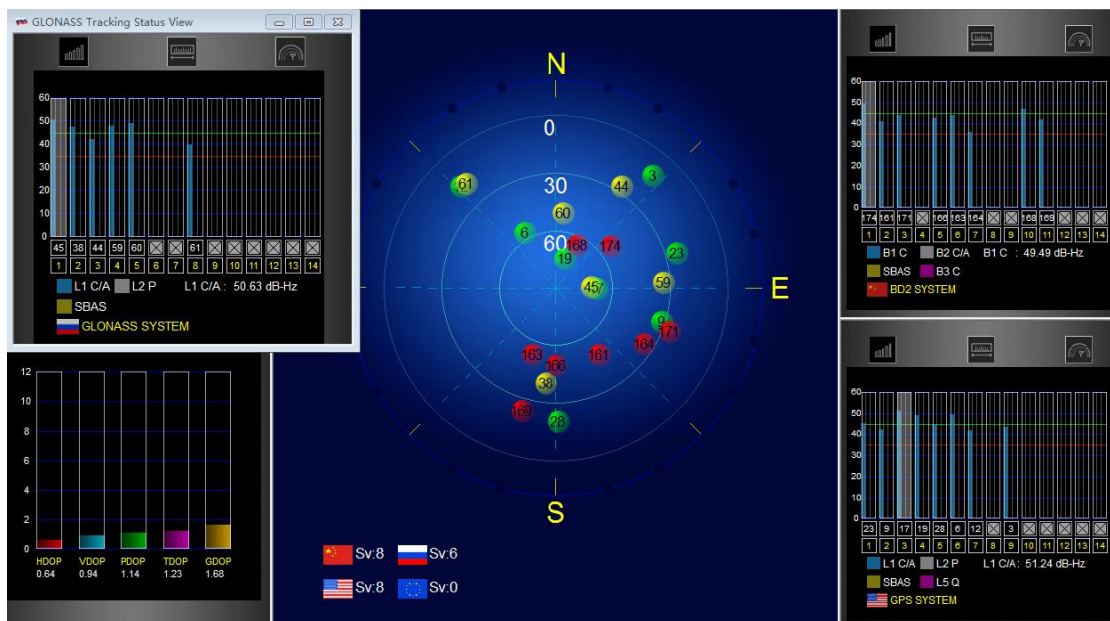 GLONASS Tracking Status View
60
50
40
30
20
10
0
45 38 44 59 60 61
1 2 3 4 5 6 7 8 9 10 11 12 13 14
L1 C/A L2 P L1 C/A : 50.63 dB-Hz
SBAS
GLONASS SYSTEM
12
10
8
6
4
2
0
HDOP VDOP PDOP TDOP GDOP
0.64 0.94 1.14 1.23 1.68
N
0
61
3
44
30
60
6
60
168
174
19
23
45
59
E
9
171
164
163
161
166
38
169
28
S
Sv:8 Sv:6
Sv:8 Sv:0
60
50
40
30
20
10
0
174 161 171 166 163 164 168 169
1 2 3 4 5 6 7 8 9 10 11 12 13 14
B1 C B2 C/A B1 C : 49.49 dB-Hz
SBAS B3 C
BD2 SYSTEM
60
50
40
30
20
10
0
23 9 17 19 28 6 12 3
1 2 3 4 5 6 7 8 9 10 11 12 13 14
L1 C/A L2 P L1 C/A : 51.24 dB-Hz
SBAS L5 Q
GPS SYSTEM